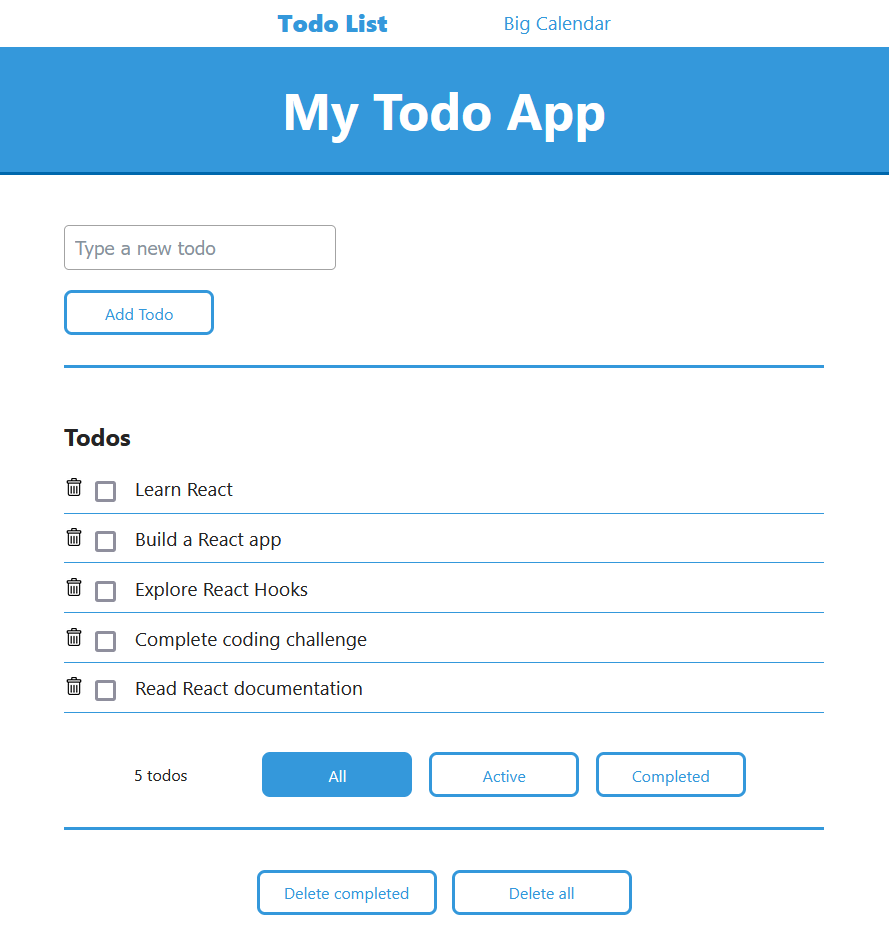 Todo List Big Calendar
My Todo App
Type a new todo
Add Todo
Todos
Learn React
Build a React app
Explore React Hooks
Complete coding challenge
Read React documentation
5 todos All Active Completed
Delete completed Delete all